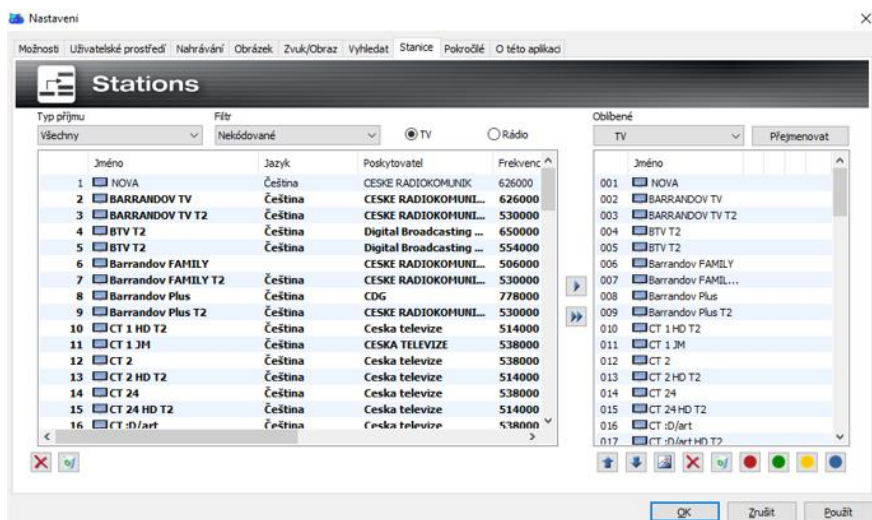 Nastavení
Možnosti Uživatelské prostředí Nahrávání Obrázek Zvuk/Obraz Vyhledat Stanice Pokročilé O této aplikaci
Stations
Typ příjmu Filtr Oblíbené
Všechny Nekódované TV Rádio TV Přejmenovat
Jméno Jazyk Poskytovatel Frekvenc Jméno
1 NOVA Čeština CESKE RADIOKOMUNIK 626000 001 NOVA
2 BARRANDOV TV Čeština CESKE RADIOKOMUNI... 626000 002 BARRANDOV TV
3 BARRANDOV TV T2 Čeština CESKE RADIOKOMUNI... 530000 003 BARRANDOV TV T2
4 BTV T2 Čeština Digital Broadcasting ... 650000 004 BTV T2
5 BTV T2 Čeština Digital Broadcasting ... 554000 005 BTV T2
6 Barrandov FAMILY CESKE RADIOKOMUNI... 506000 006 Barrandov FAMILY
7 Barrandov FAMILY T2 Čeština CESKE RADIOKOMUNI... 530000 007 Barrandov FAMIL...
8 Barrandov Plus Čeština CDG 778000 008 Barrandov Plus
9 Barrandov Plus T2 Čeština CESKE RADIOKOMUNI... 530000 009 Barrandov Plus T2
10 CT 1 HD T2 Čeština Ceska televize 514000 010 CT 1 HD T2
11 CT 1 JM Čeština CESKA TELEVIZE 538000 011 CT 1 JM
12 CT 2 Čeština Ceska televize 538000 012 CT 2
13 CT 2 HD T2 Čeština Ceska televize 514000 013 CT 2 HD T2
14 CT 24 Čeština Ceska televize 538000 014 CT 24
15 CT 24 HD T2 Čeština Ceska televize 514000 015 CT 24 HD T2
16 CT :D/art Čeština Ceska televize 538000 016 CT :D/art
017 CT :D/art HD T2
OK Zrušit Použít